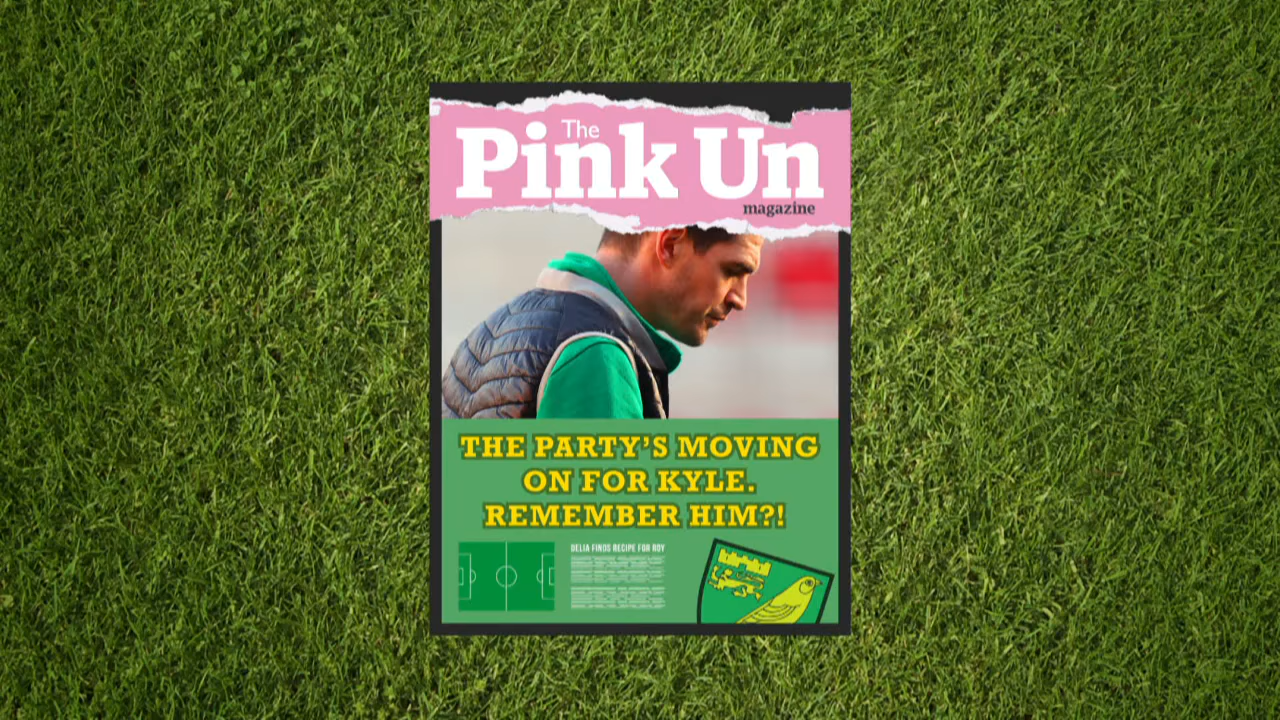 The
Pink Un
magazine
THE PARTY'S MOVING
ON FOR KYLE.
REMEMBER HIM?!
DELIA FINDS RECIPE FOR ROY